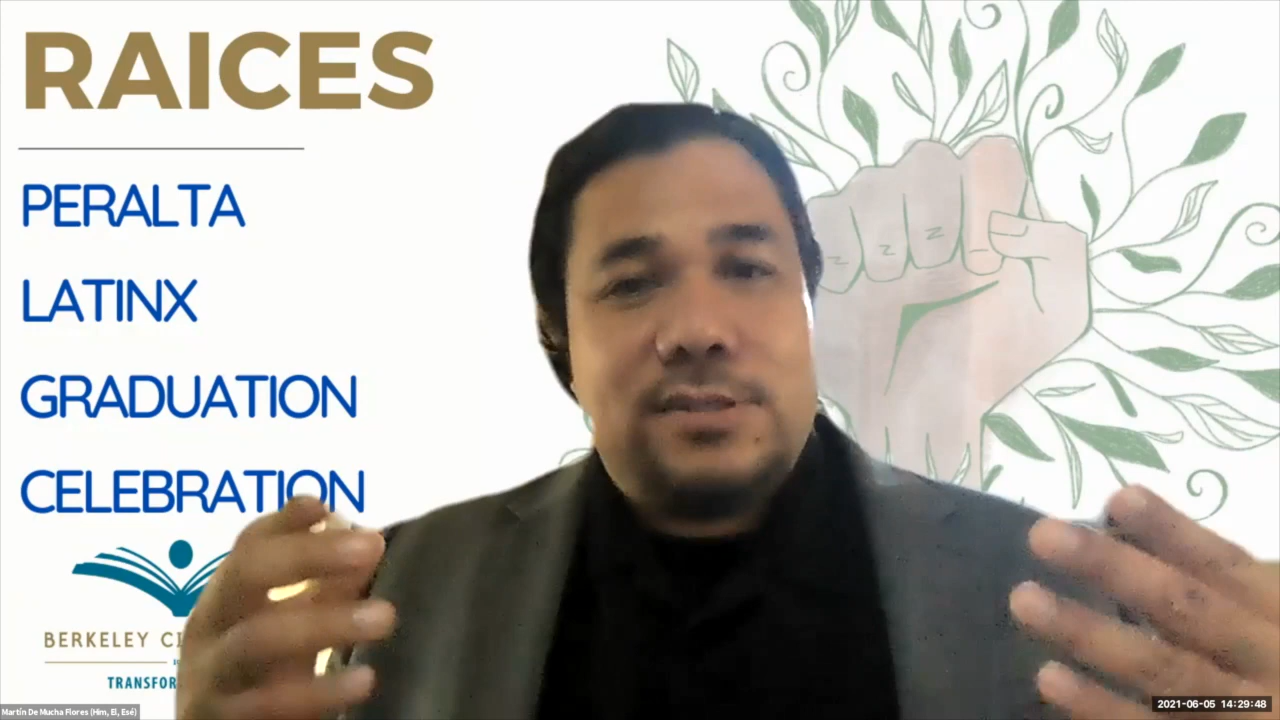 RAICES
PERALTA
LATINX
GRADUATION
CELEBRATION
BERKELEY CI
TRANSFOR
Martín De Mucha Flores (Him, El, Esé)
2021-06-05 14:29:48